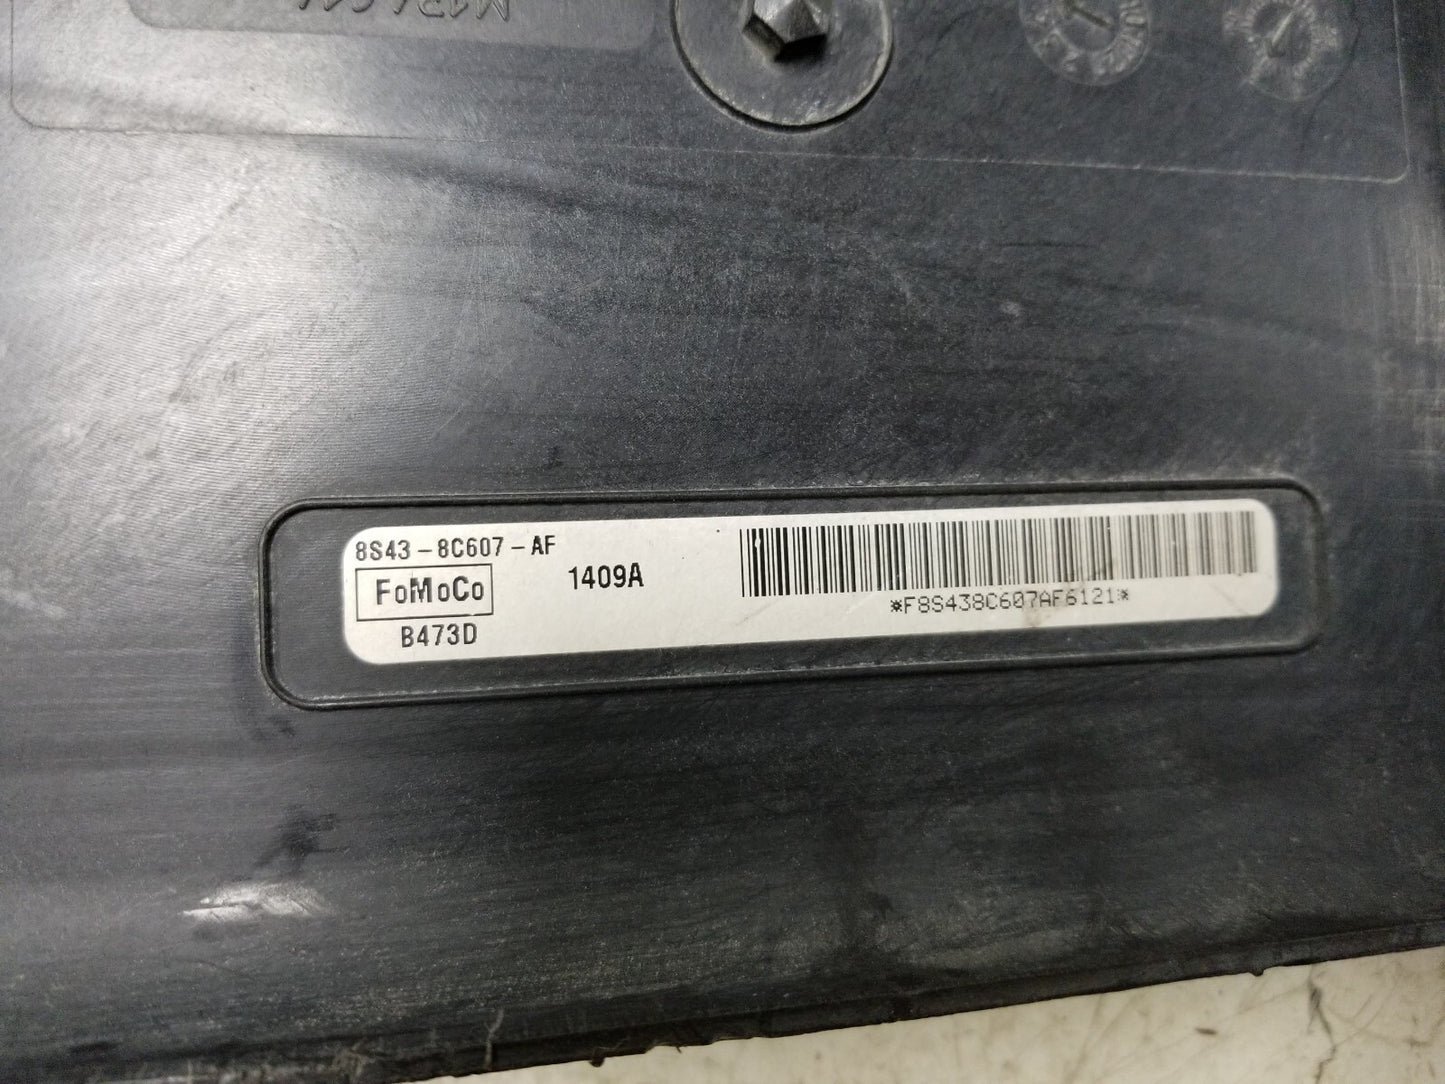 8S43-8C607-AF
FoMoCo
1409A
B473D
*F8S438C607AF6121*